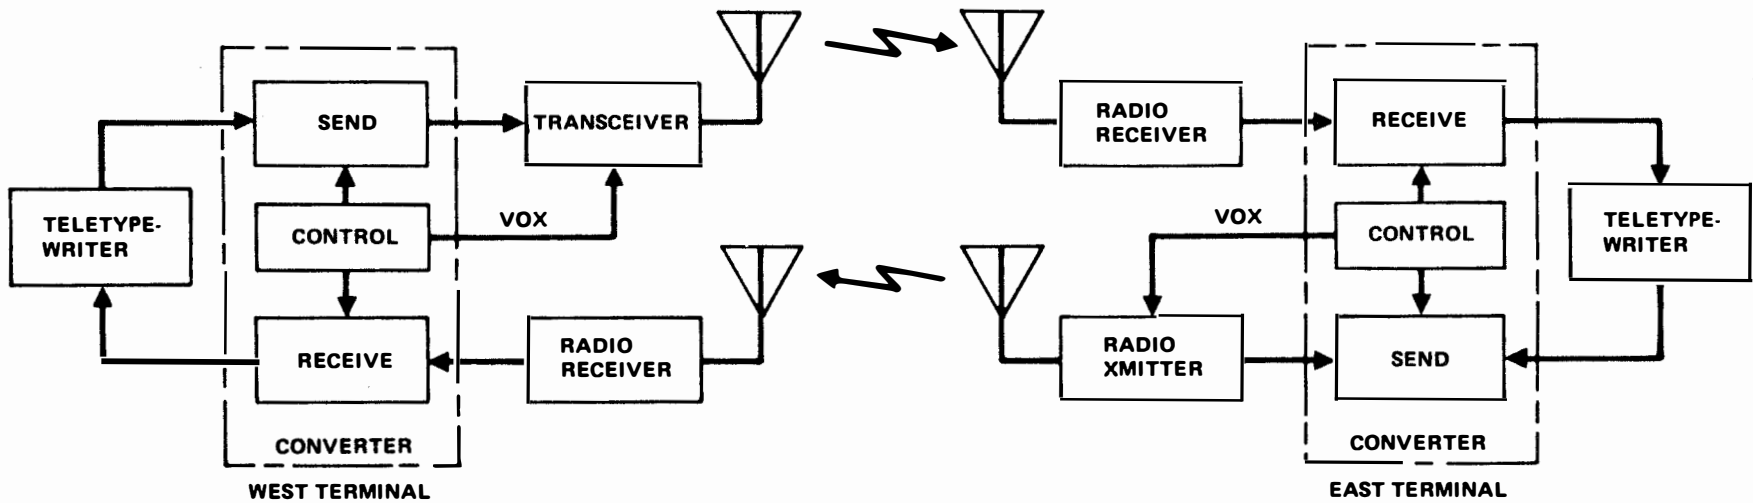 TELETYPE-
WRITER
SEND
CONTROL
RECEIVE
CONVERTER
WEST TERMINAL
TRANSCEIVER
VOX
RADIO
RECEIVER
RADIO
RECEIVER
VOX
RADIO
XMITTER
RECEIVE
CONTROL
SEND
CONVERTER
EAST TERMINAL
TELETYPE-
WRITER